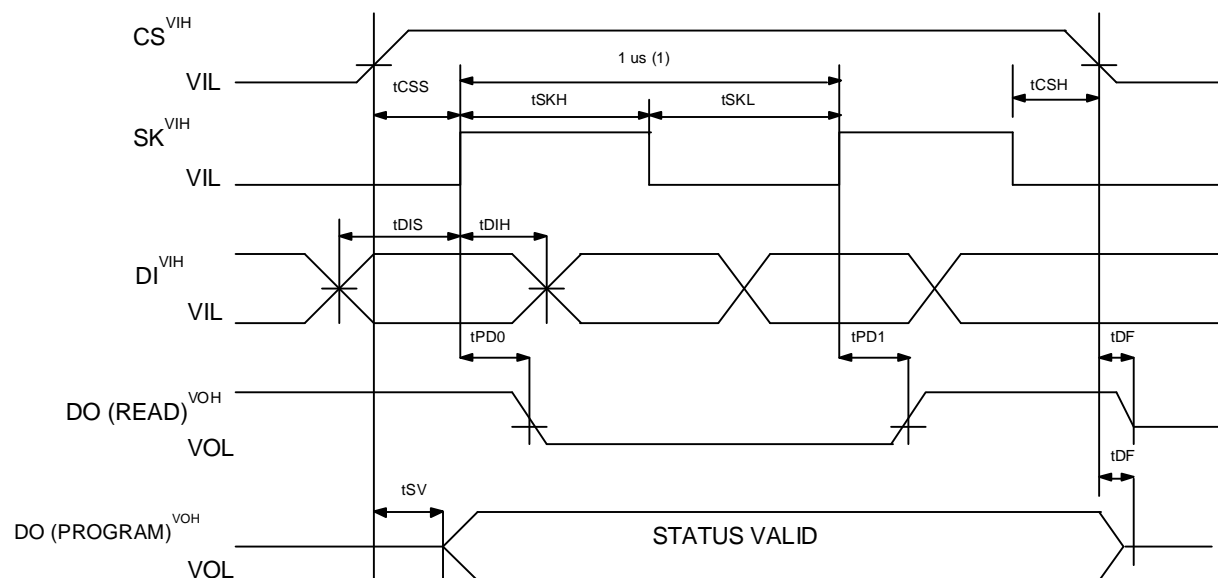 CS VIH
1 us (1)
VIL
tCSS
tCSH
tSKH
tSKL
SK VIH
VIL
tDIS
tDIH
DI VIH
VIL
tPD0
tPD1
tDF
DO (READ) VOH
VOL
tDF
tSV
DO (PROGRAM) VOH
STATUS VALID
VOL